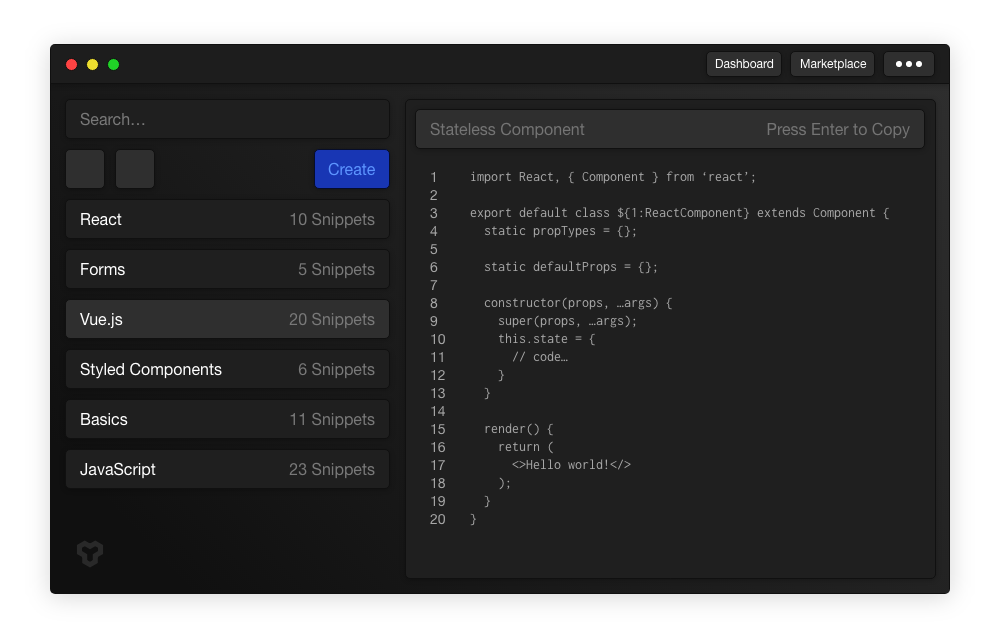 Dashboard
Marketplace
Search...
Create
React 10 Snippets
Forms 5 Snippets
Vue.js 20 Snippets
Styled Components 6 Snippets
Basics 11 Snippets
JavaScript 23 Snippets
Stateless Component Press Enter to Copy
1 import React, { Component } from ‘react’;
2
3 export default class ${1:ReactComponent} extends Component {
4 static propTypes = {};
5
6 static defaultProps = {};
7
8 constructor(props, …args) {
9 super(props, …args);
10 this.state = {
11 // code…
12 }
13 }
14
15 render() {
16 return (
17 <>Hello world!</>
18 );
19 }
20 }